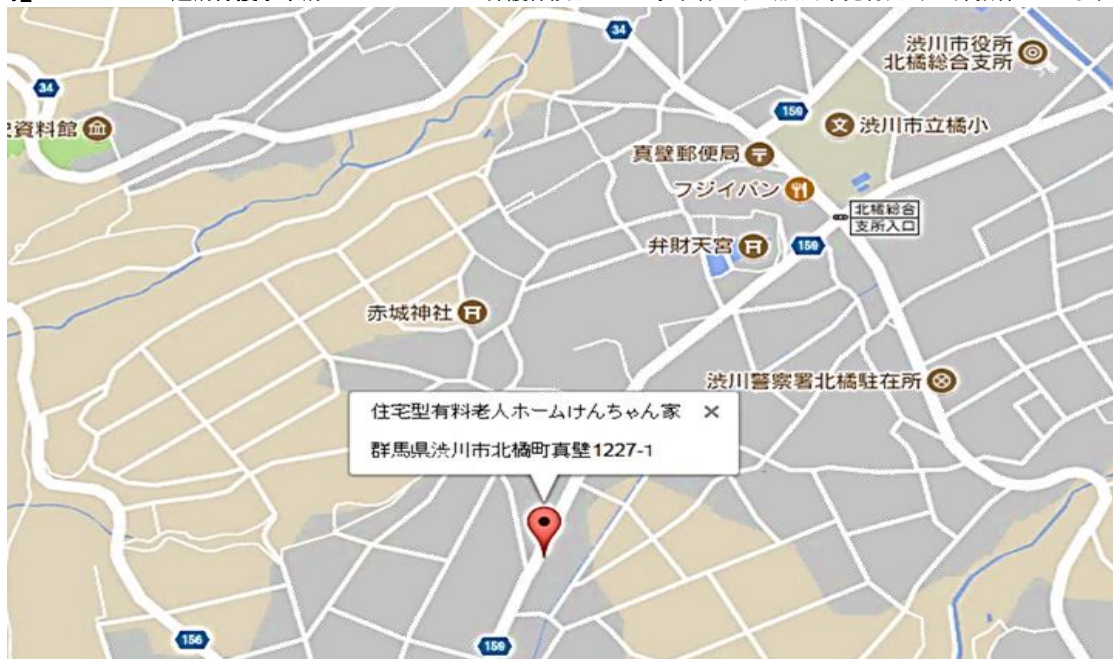 34
渋川市役所
北橘総合支所
34
159
渋川市立橘小
史資料館
真壁郵便局
フジイパン
北橘総合
支所入口
弁財天宮
159
赤城神社
渋川警察署北橘駐在所
住宅型有料老人ホームけんちゃん家 ×
群馬県渋川市北橘町真壁1227-1
156
159